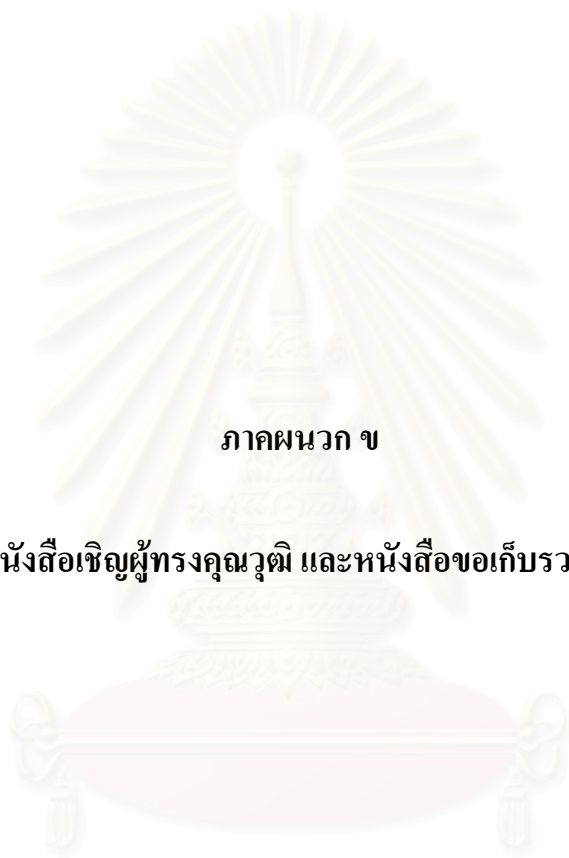 ภาคผนวก ข
นังสือเชิญผู้ทรงคุณวุฒิ และหนังสือขอเก็บรว